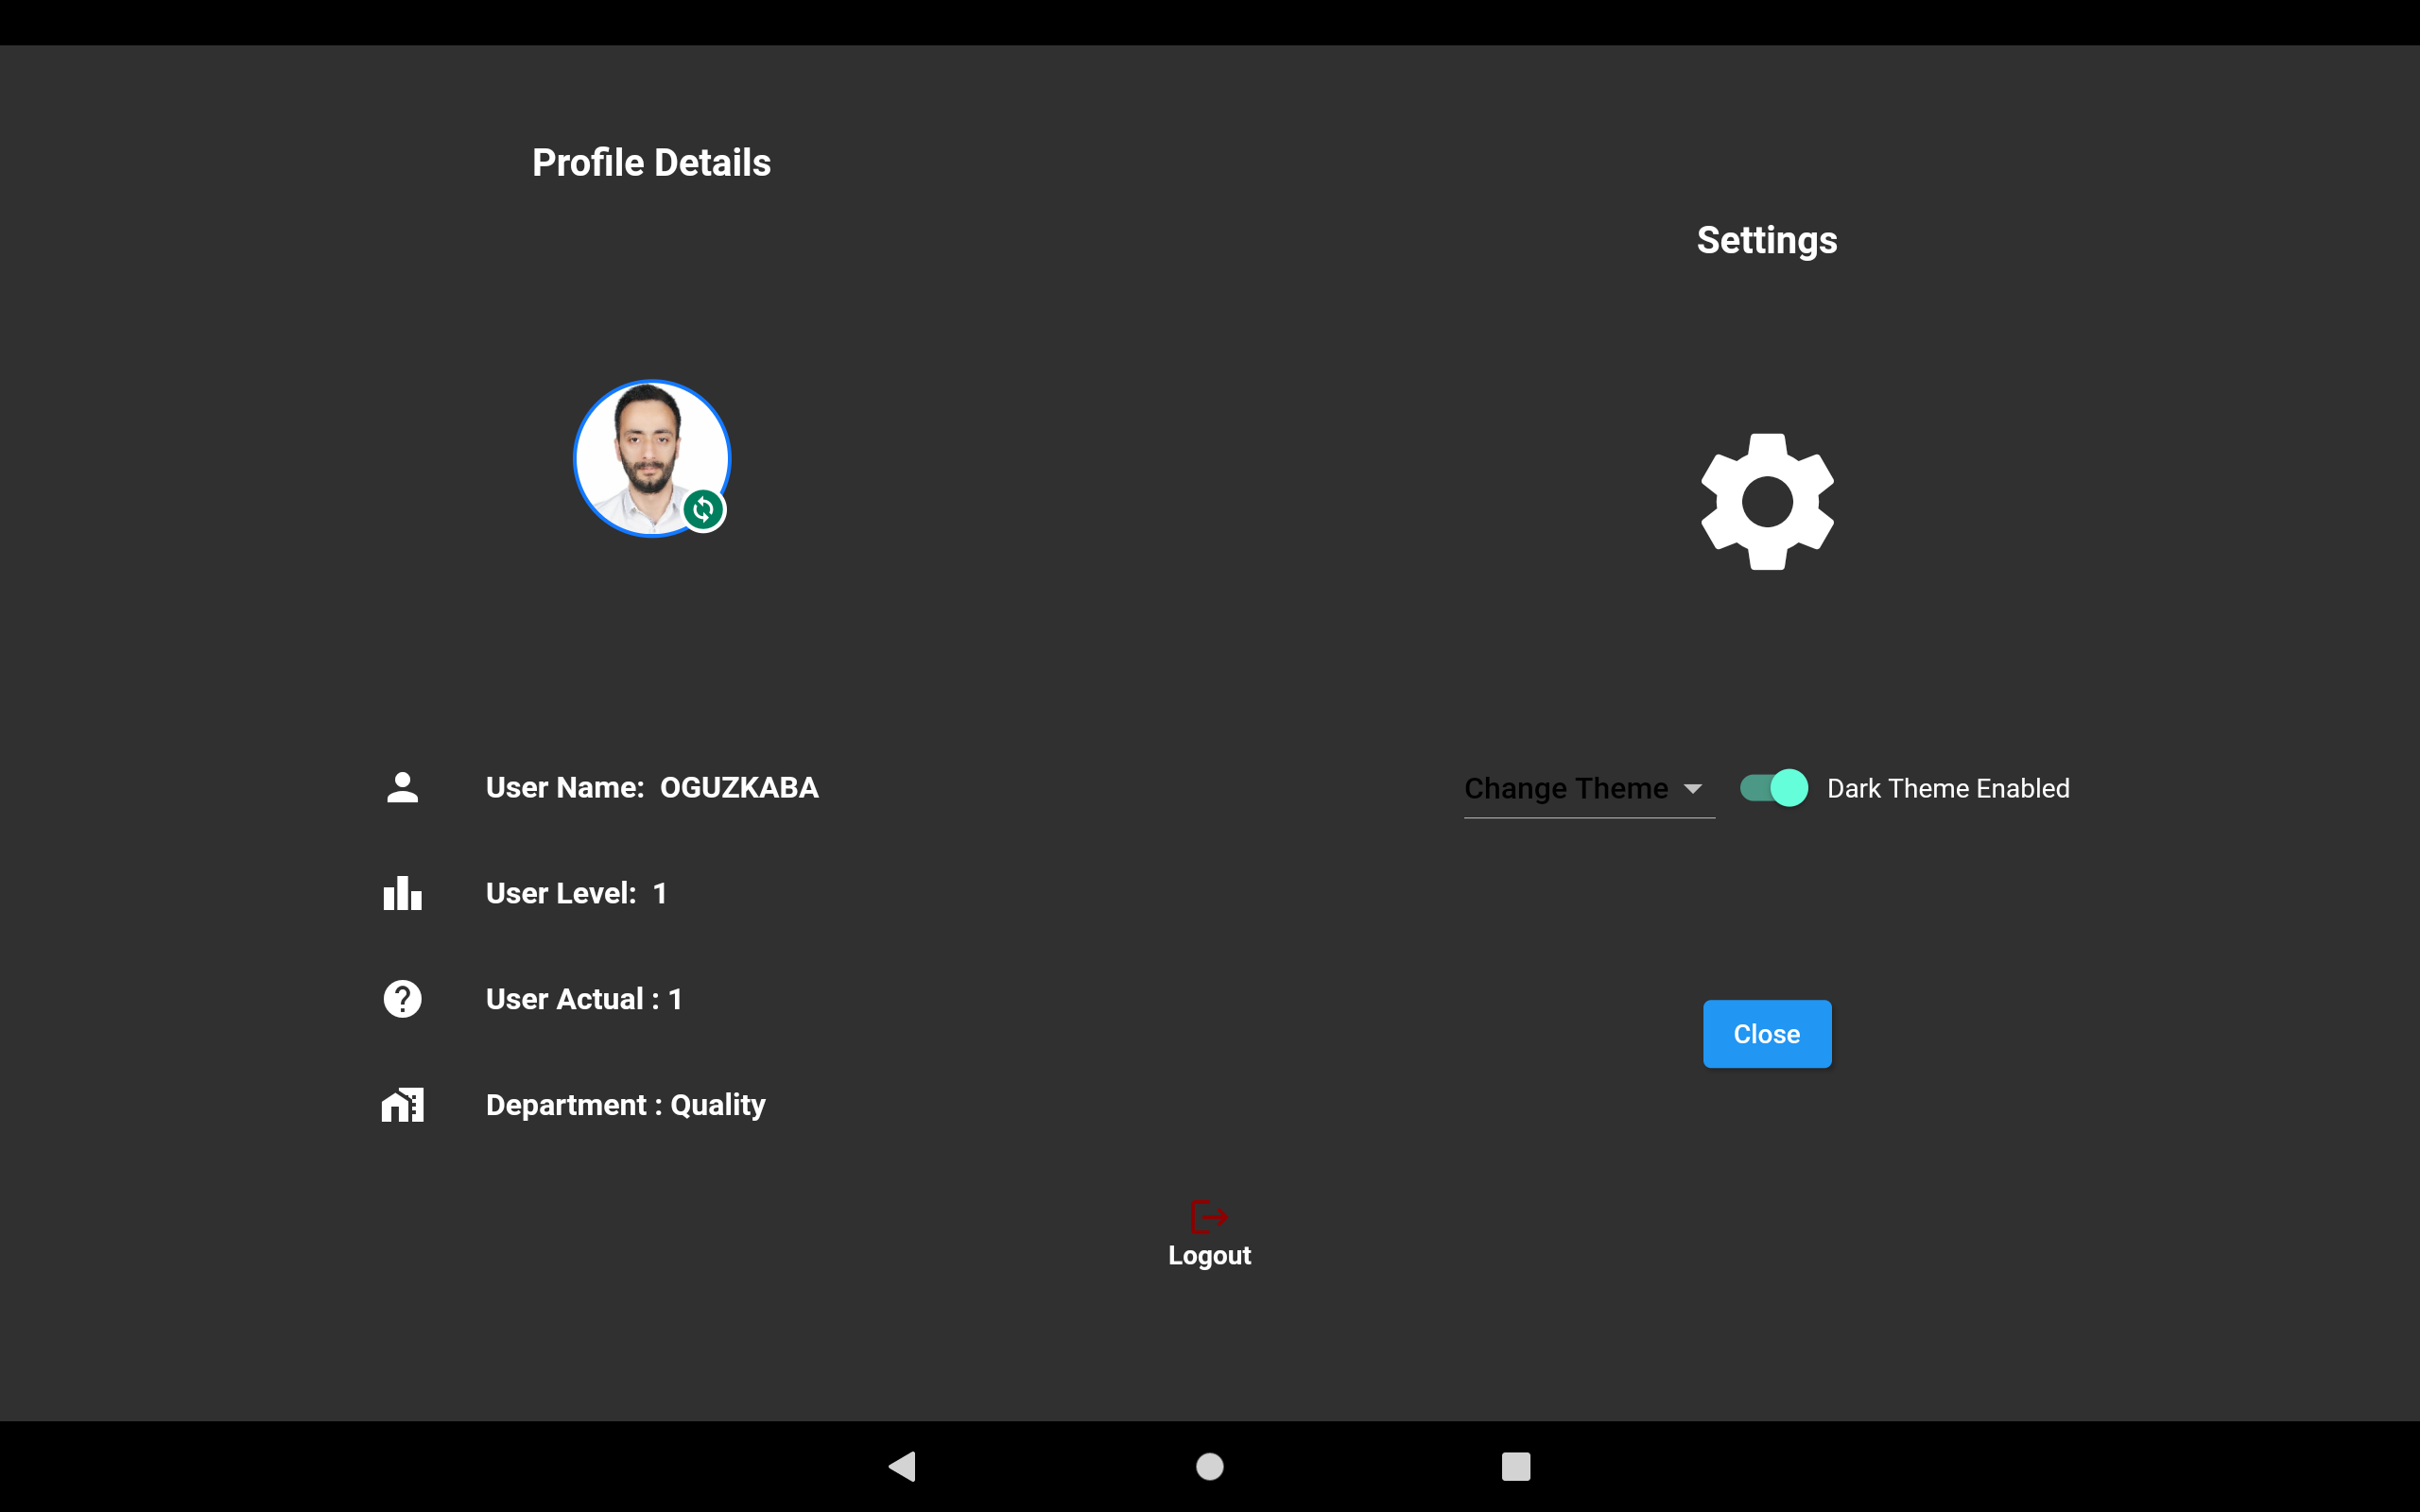 Profile Details
User Name:  OGUZKABA
User Level:  1
User Actual : 1
Department : Quality
Settings
Change Theme
Dark Theme Enabled
Close
Logout